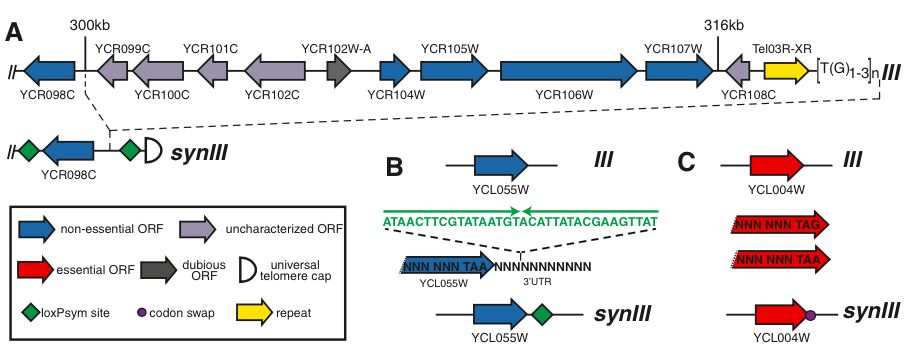 A
300kb
316kb
YCR099C
YCR101C
YCR102W-A
YCR105W
YCR107W
Tel03R-XR
// [T(G)1-3]n III
YCR098C
YCR100C
YCR102C
YCR104W
YCR106W
YCR108C
// synIII
YCR098C
non-essential ORF
uncharacterized ORF
essential ORF
dubious ORF
universal telomere cap
loxPsym site
codon swap
repeat
B
III
YCL055W
ATAACTTCGTATAATGTACATTATACGAAGTTAT
NNN NNN TAANNNNNNNNNNN
YCL055W
3'UTR
synIII
YCL055W
C
III
YCL004W
NNN NNN TAG
NNN NNN TAA
synIII
YCL004W